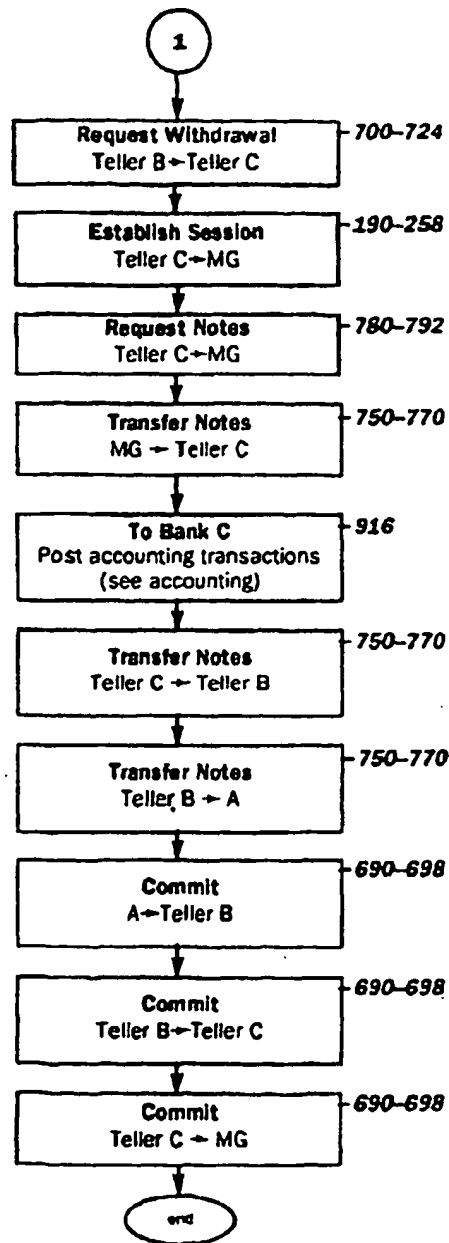 1
Request Withdrawal
Teller B→Teller C
700–724
Establish Session
Teller C→MG
190–258
Request Notes
Teller C→MG
780–792
Transfer Notes
MG → Teller C
750–770
To Bank C
Post accounting transactions
(see accounting)
916
Transfer Notes
Teller C → Teller B
750–770
Transfer Notes
Teller B → A
750–770
Commit
A→Teller B
690–698
Commit
Teller B→Teller C
690–698
Commit
Teller C → MG
690–698
end